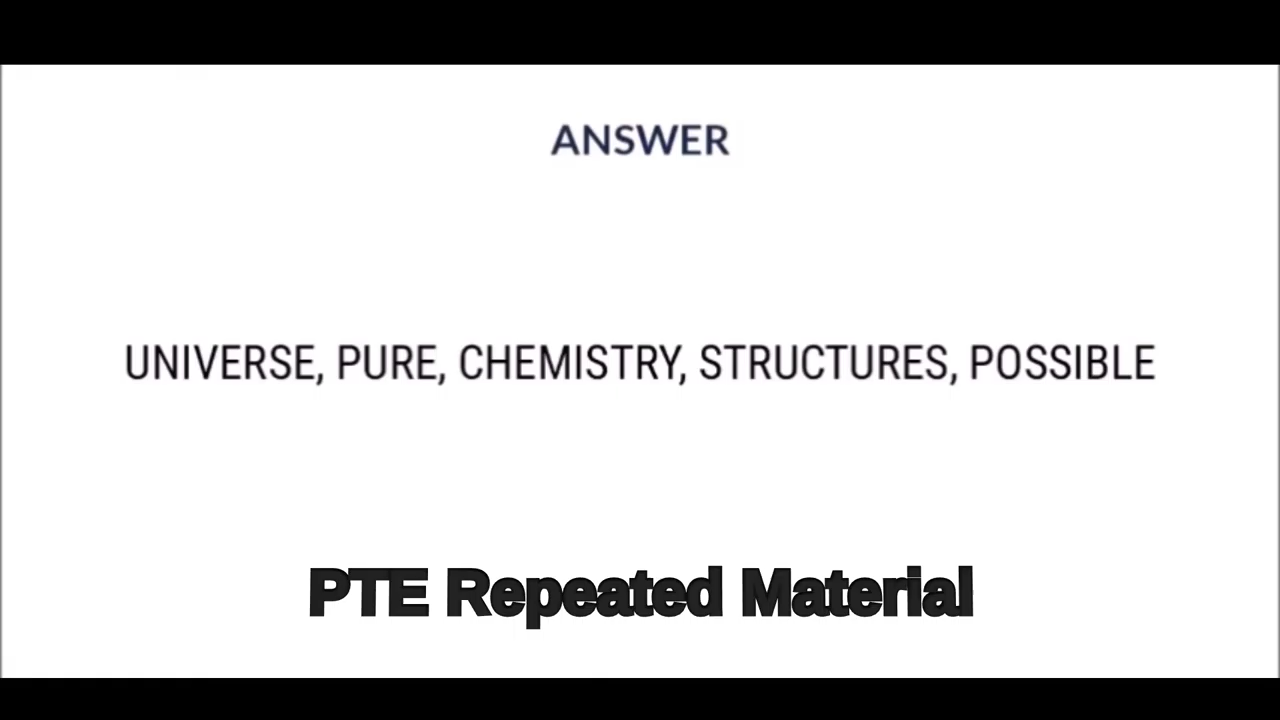 ANSWER
UNIVERSE, PURE, CHEMISTRY, STRUCTURES, POSSIBLE
PTE Repeated Material